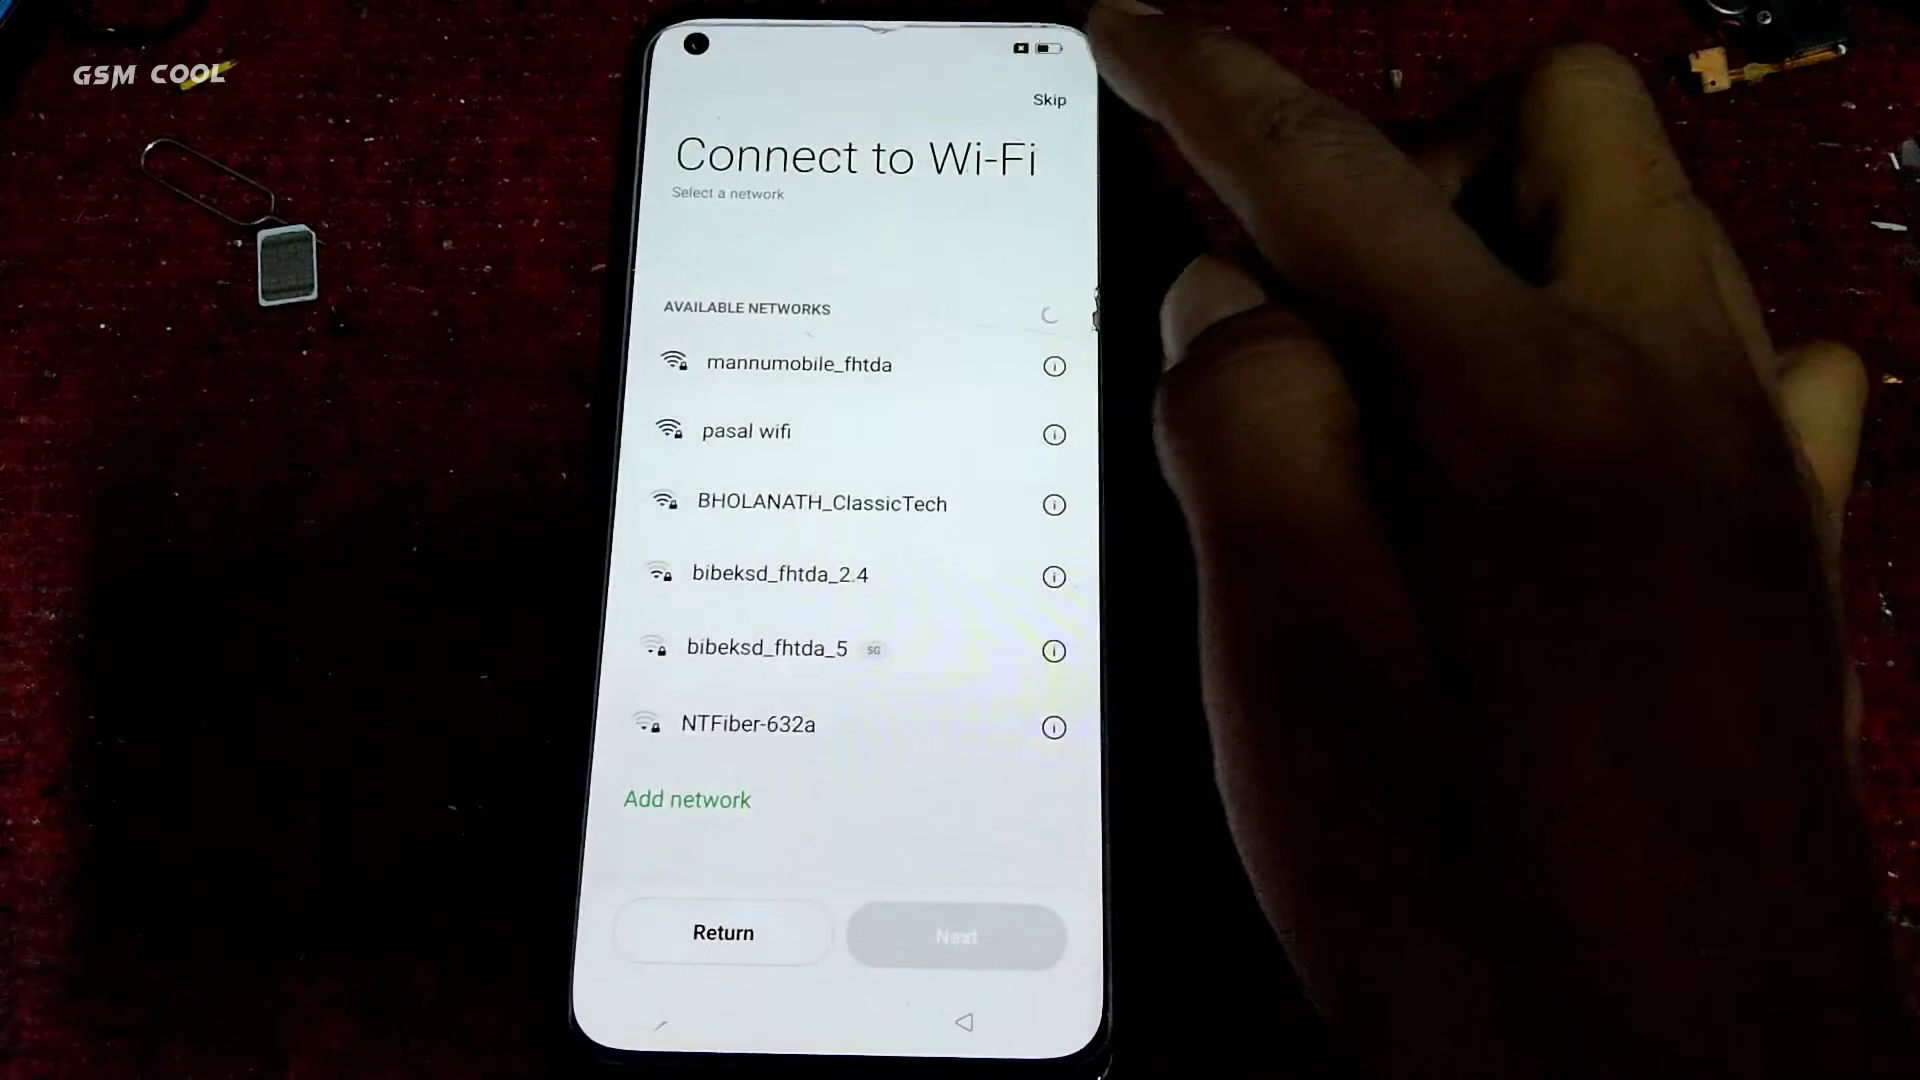 GSM COOL
Skip
Connect to Wi-Fi
Select a network
AVAILABLE NETWORKS
mannumobile_fhtda
pasal wifi
BHOLANATH_ClassicTech
bibeksd_fhtda_2.4
bibeksd_fhtda_5 5G
NTFiber-632a
Add network
Return Next